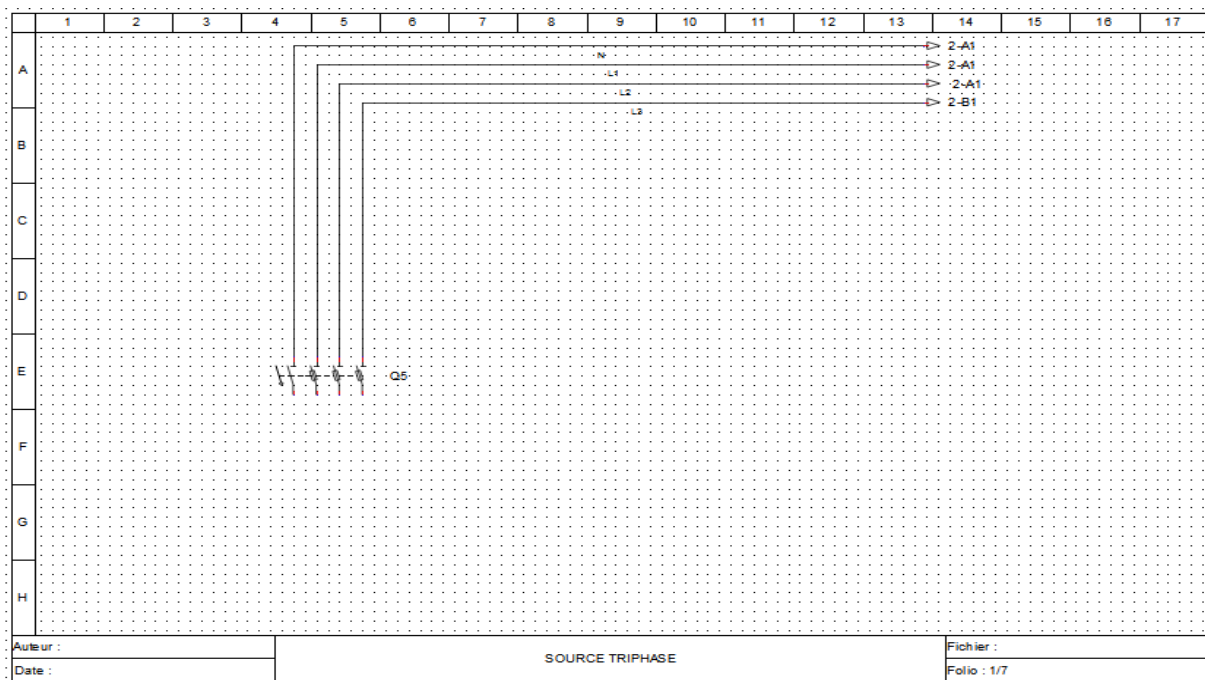 1 2 3 4 5 6 7 8 9 10 11 12 13 14 15 16 17
A
N
2-A1
L1
2-A1
L2
2-A1
L3
2-B1
B
C
D
E
Q5
F
G
H
Auteur :
Date :
SOURCE TRIPHASE
Fichier :
Folio : 1/7